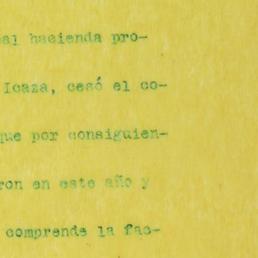 al hacienda pro-
Icaza, cesó el co-
que por consiguien-
ron en este año y
comprende la fac-